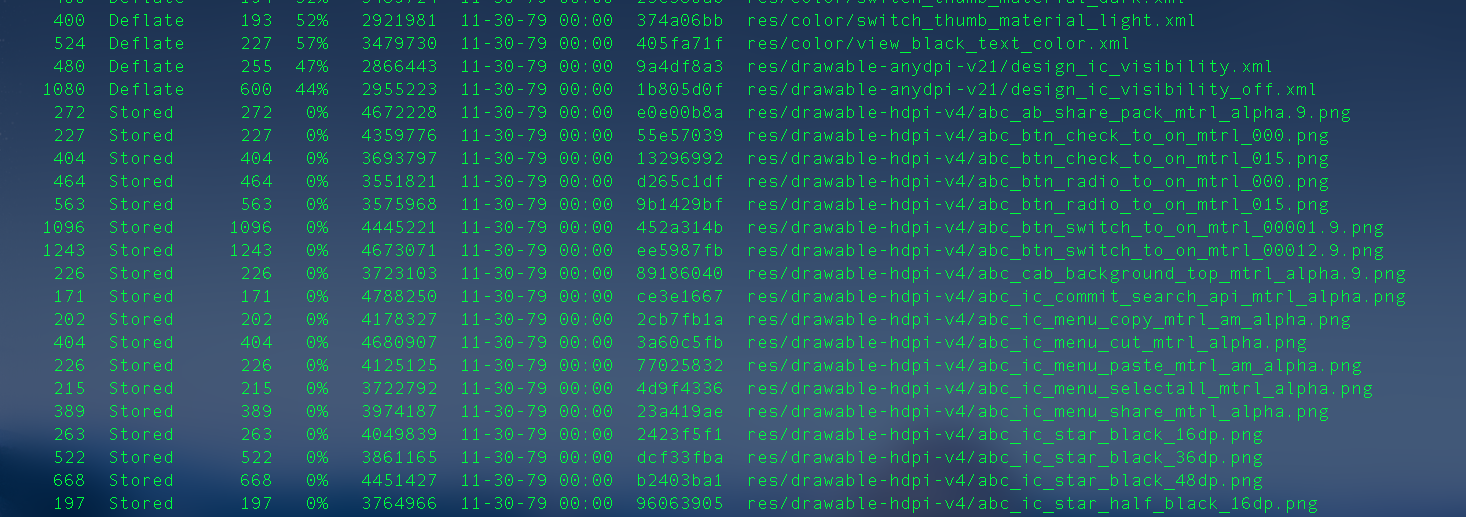 400 Deflate 193 52% 2921981 11-30-79 00:00 374a06bb res/color/switch_thumb_material_light.xml
524 Deflate 227 57% 3479730 11-30-79 00:00 405fa71f res/color/view_black_text_color.xml
480 Deflate 255 47% 2866443 11-30-79 00:00 9a4df8a3 res/drawable-anydpi-v21/design_ic_visibility.xml
1080 Deflate 600 44% 2955223 11-30-79 00:00 1b805d0f res/drawable-anydpi-v21/design_ic_visibility_off.xml
272 Stored 272 0% 4672228 11-30-79 00:00 e0e00b8a res/drawable-hdpi-v4/abc_ab_share_pack_mtrl_alpha.9.png
227 Stored 227 0% 4359776 11-30-79 00:00 55e57039 res/drawable-hdpi-v4/abc_btn_check_to_on_mtrl_000.png
404 Stored 404 0% 3693797 11-30-79 00:00 13296992 res/drawable-hdpi-v4/abc_btn_check_to_on_mtrl_015.png
464 Stored 464 0% 3551821 11-30-79 00:00 d265c1df res/drawable-hdpi-v4/abc_btn_radio_to_on_mtrl_000.png
563 Stored 563 0% 3575968 11-30-79 00:00 9b1429bf res/drawable-hdpi-v4/abc_btn_radio_to_on_mtrl_015.png
1096 Stored 1096 0% 4445221 11-30-79 00:00 452a314b res/drawable-hdpi-v4/abc_btn_switch_to_on_mtrl_00001.9.png
1243 Stored 1243 0% 4673071 11-30-79 00:00 ee5987fb res/drawable-hdpi-v4/abc_btn_switch_to_on_mtrl_00012.9.png
226 Stored 226 0% 3723103 11-30-79 00:00 89186040 res/drawable-hdpi-v4/abc_cab_background_top_mtrl_alpha.9.png
171 Stored 171 0% 4788250 11-30-79 00:00 ce3e1667 res/drawable-hdpi-v4/abc_ic_commit_search_api_mtrl_alpha.png
202 Stored 202 0% 4178327 11-30-79 00:00 2cb7fb1a res/drawable-hdpi-v4/abc_ic_menu_copy_mtrl_am_alpha.png
404 Stored 404 0% 4680907 11-30-79 00:00 3a60c5fb res/drawable-hdpi-v4/abc_ic_menu_cut_mtrl_alpha.png
226 Stored 226 0% 4125125 11-30-79 00:00 77025832 res/drawable-hdpi-v4/abc_ic_menu_paste_mtrl_am_alpha.png
215 Stored 215 0% 3722792 11-30-79 00:00 4d9f4336 res/drawable-hdpi-v4/abc_ic_menu_selectall_mtrl_alpha.png
389 Stored 389 0% 3974187 11-30-79 00:00 23a419ae res/drawable-hdpi-v4/abc_ic_menu_share_mtrl_alpha.png
263 Stored 263 0% 4049839 11-30-79 00:00 2423f5f1 res/drawable-hdpi-v4/abc_ic_star_black_16dp.png
522 Stored 522 0% 3861165 11-30-79 00:00 dcf33fba res/drawable-hdpi-v4/abc_ic_star_black_36dp.png
668 Stored 668 0% 4451427 11-30-79 00:00 b2403ba1 res/drawable-hdpi-v4/abc_ic_star_black_48dp.png
197 Stored 197 0% 3764966 11-30-79 00:00 96063905 res/drawable-hdpi-v4/abc_ic_star_half_black_16dp.png